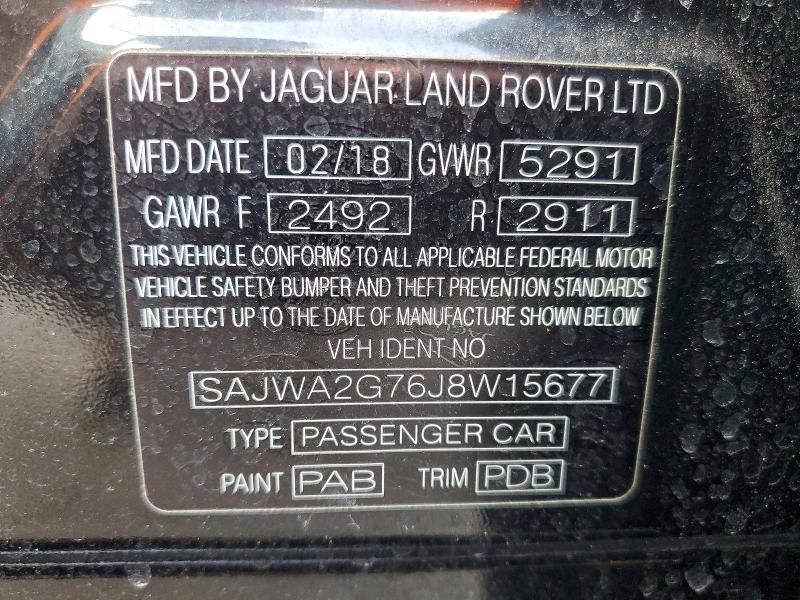 MFD BY JAGUAR LAND ROVER LTD
MFD DATE 02/18 GVWR 5291
GAWR F 2492 R 2911
THIS VEHICLE CONFORMS TO ALL APPLICABLE FEDERAL MOTOR
VEHICLE SAFETY BUMPER AND THEFT PREVENTION STANDARDS
IN EFFECT UP TO THE DATE OF MANUFACTURE SHOWN BELOW
VEH IDENT NO
SAJWA2G76J8W15677
TYPE PASSENGER CAR
PAINT PAB TRIM PDB